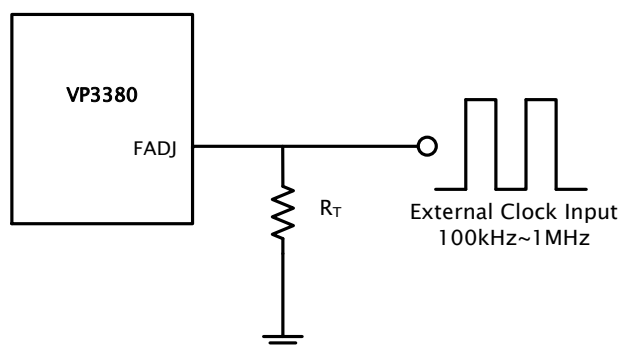 VP3380
FADJ
R_T
External Clock Input
100kHz~1MHz